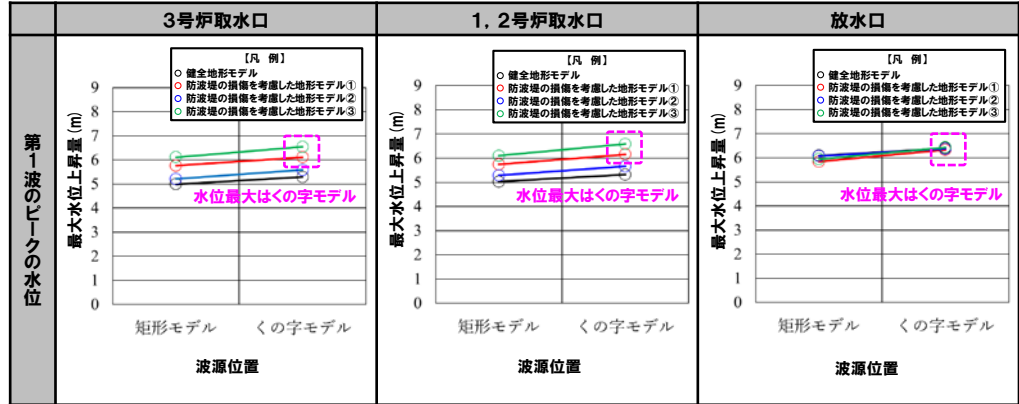 3号炉取水口
1,2号炉取水口
放水口
第1波のピークの水位
最大水位上昇量(m)
【凡 例】
健全地形モデル
防波堤の損傷を考慮した地形モデル①
防波堤の損傷を考慮した地形モデル②
防波堤の損傷を考慮した地形モデル③
9
8
7
6
5
4
3
2
1
0
水位最大はくの字モデル
矩形モデル くの字モデル
波源位置
最大水位上昇量(m)
【凡 例】
健全地形モデル
防波堤の損傷を考慮した地形モデル①
防波堤の損傷を考慮した地形モデル②
防波堤の損傷を考慮した地形モデル③
9
8
7
6
5
4
3
2
1
0
水位最大はくの字モデル
矩形モデル くの字モデル
波源位置
最大水位上昇量(m)
【凡 例】
健全地形モデル
防波堤の損傷を考慮した地形モデル①
防波堤の損傷を考慮した地形モデル②
防波堤の損傷を考慮した地形モデル③
9
8
7
6
5
4
3
2
1
0
水位最大はくの字モデル
矩形モデル くの字モデル
波源位置